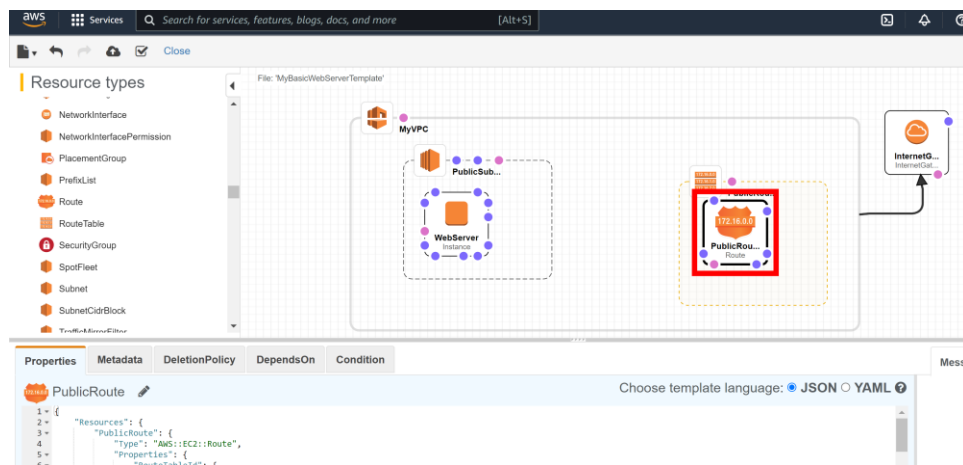 aws Services Search for services, features, blogs, docs, and more [Alt+S]
Close
Resource types
File: 'MyBasicWebServerTemplate'
NetworkInterface
NetworkInterfacePermission
PlacementGroup
PrefixList
Route
RouteTable
SecurityGroup
SpotFleet
Subnet
SubnetCidrBlock
TrafficMirrorFilter
MyVPC
PublicSub...
WebServer
Instance
172.16.0.0
PublicRou...
Route
InternetG...
InternetGat...
Properties Metadata DeletionPolicy DependsOn Condition
Mess
PublicRoute
Choose template language: JSON YAML
1 {
2 "Resources": {
3 "PublicRoute": {
4 "Type": "AWS::EC2::Route",
5 "Properties": {
6 "RouteTableId": {